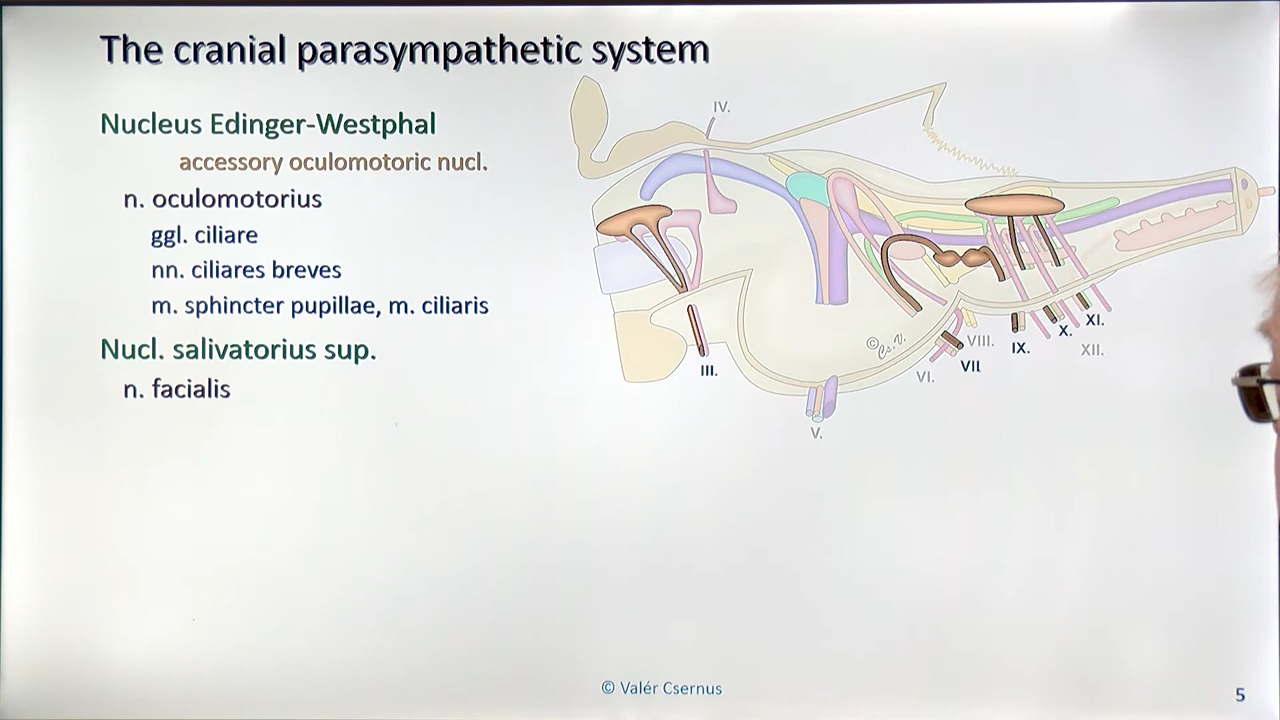 The cranial parasympathetic system
Nucleus Edinger-Westphal
accessory oculomotoric nucl.
n. oculomotorius
ggl. ciliare
nn. ciliares breves
m. sphincter pupillae, m. ciliaris
Nucl. salivatorius sup.
n. facialis
IV.
III.
V.
VI.
VII
VIII.
IX.
X.
XI.
XII.
© Cs. V.
© Valér Csernus
5